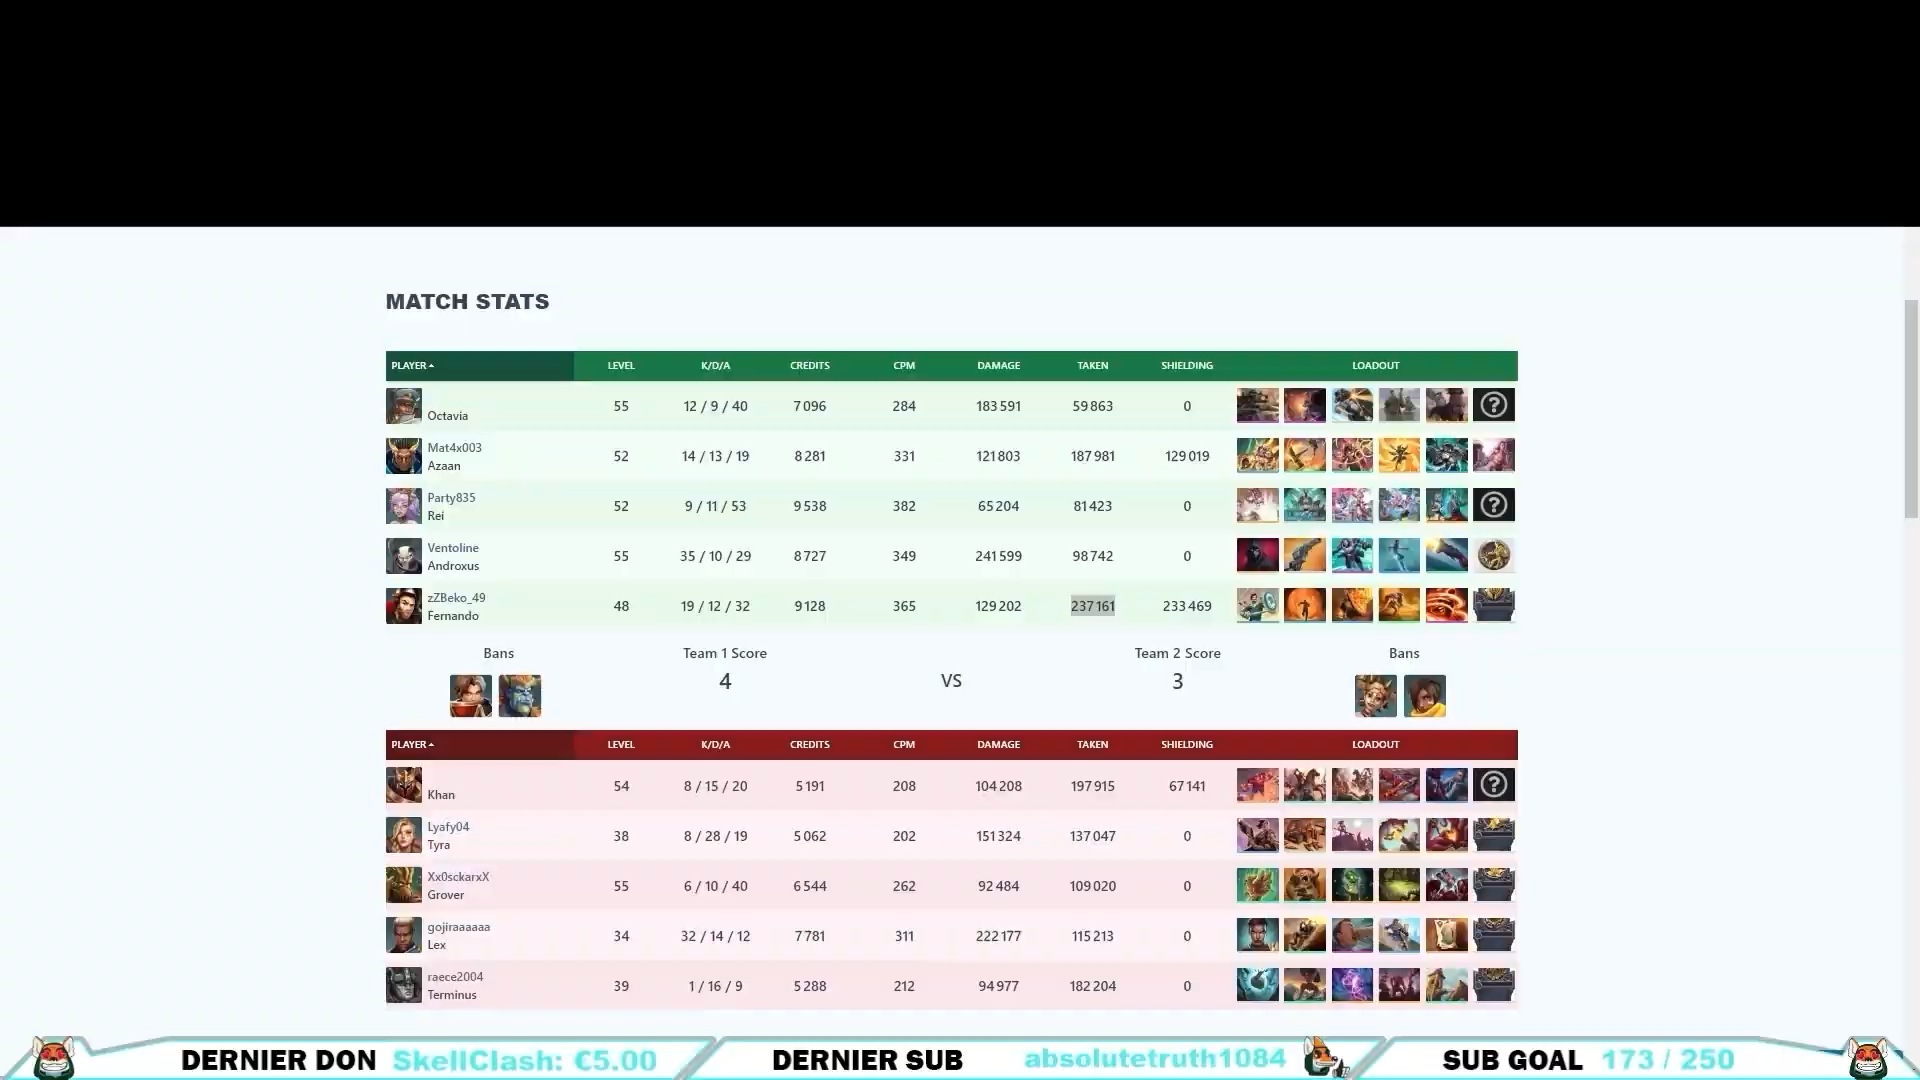 MATCH STATS
PLAYER LEVEL K/D/A CREDITS CPM DAMAGE TAKEN SHIELDING LOADOUT
Octavia 55 12 / 9 / 40 7 096 284 183 591 59 863 0
Mat4x003
Azaan 52 14 / 13 / 19 8 281 331 121 803 187 981 129 019
Party835
Rei 52 9 / 11 / 53 9 538 382 65 204 81 423 0
Ventoline
Androxus 55 35 / 10 / 29 8 727 349 241 599 98 742 0
zZBeko_49
Fernando 48 19 / 12 / 32 9 128 365 129 202 237 161 233 469
Bans Team 1 Score Team 2 Score Bans
4 VS 3
PLAYER LEVEL K/D/A CREDITS CPM DAMAGE TAKEN SHIELDING LOADOUT
Khan 54 8 / 15 / 20 5 191 208 104 208 197 915 67 141
Lyafy04
Tyra 38 8 / 28 / 19 5 062 202 151 324 137 047 0
Xx0sckarxX
Grover 55 6 / 10 / 40 6 544 262 92 484 109 020 0
gojiraaaaaa
Lex 34 32 / 14 / 12 7 781 311 222 177 115 213 0
raece2004
Terminus 39 1 / 16 / 9 5 288 212 94 977 182 204 0
DERNIER DON SkellClash: €5.00 DERNIER SUB absolutetruth1084 SUB GOAL 173 / 250